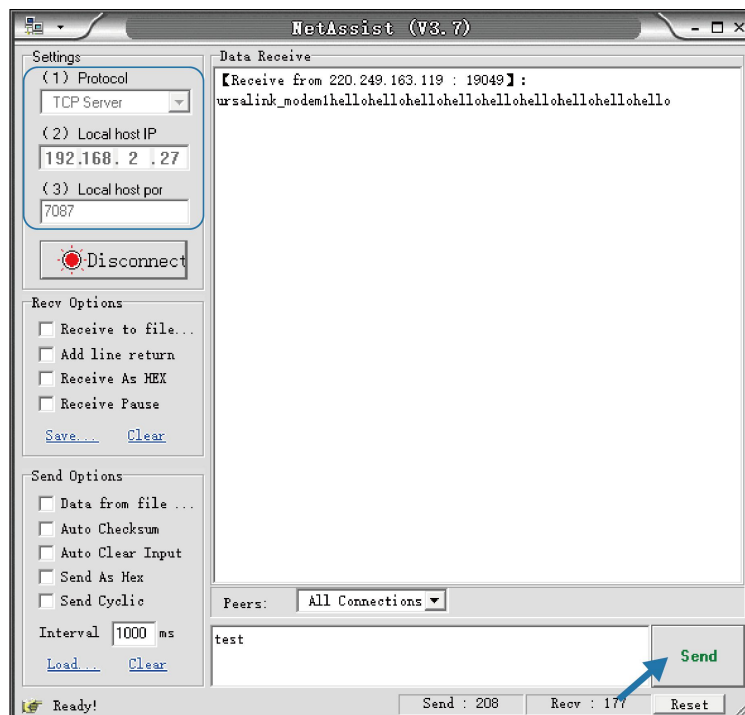 NetAssist (V3.7)
Settings
(1) Protocol
TCP Server
(2) Local host IP
192.168. 2 .27
(3) Local host por
7087
Disconnect
Recv Options
Receive to file...
Add line return
Receive As HEX
Receive Pause
Save... Clear
Send Options
Data from file ...
Auto Checksum
Auto Clear Input
Send As Hex
Send Cyclic
Interval 1000 ms
Load... Clear
Data Receive
【Receive from 220.249.163.119 : 19049】:
ursalink_modem1hellohellohellohellohellohellohellohellohello
Peers: All Connections
test
Send
Ready!
Send : 208 Recv : 177 Reset